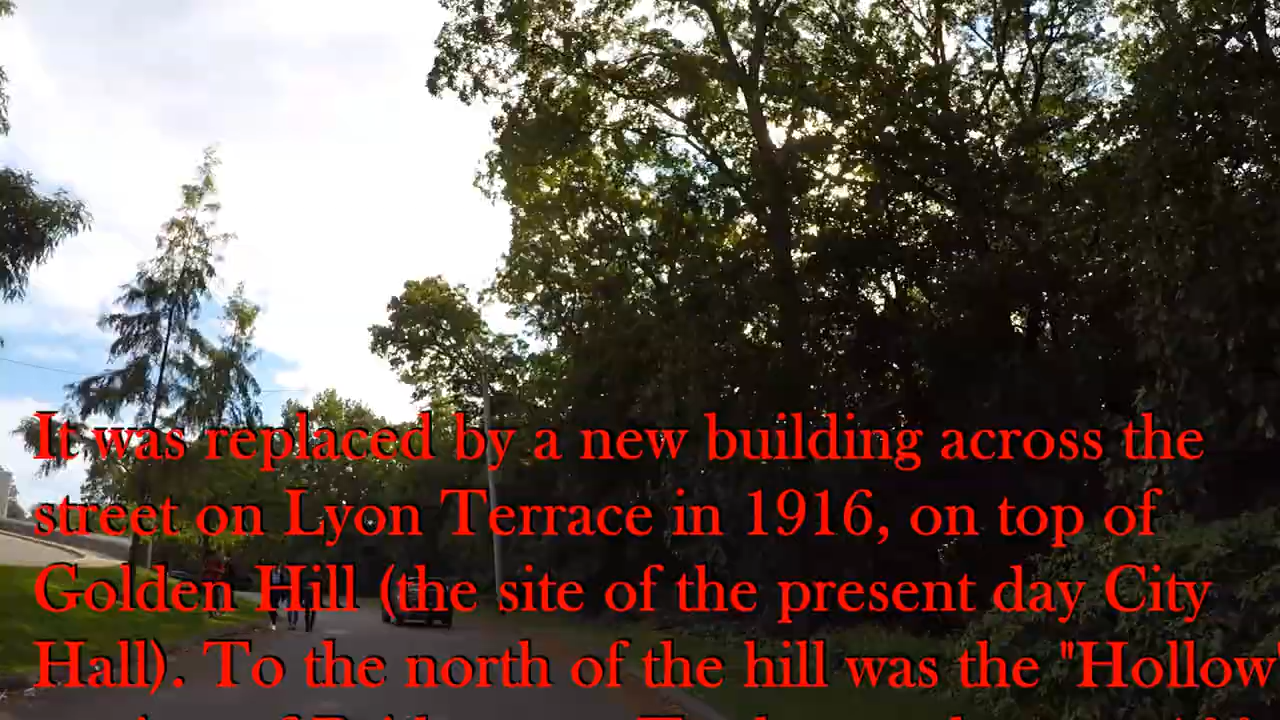 It was replaced by a new building across the
street on Lyon Terrace in 1916, on top of
Golden Hill (the site of the present day City
Hall). To the north of the hill was the "Hollow"